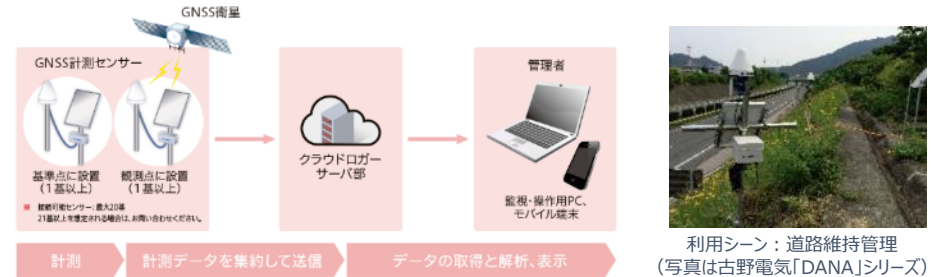 GNSS衛星
GNSS計測センサー
基準点に設置
(1基以上)
観測点に設置
(1基以上)
※ 接続可能センサー:最大20基
21基以上を想定される場合は、お問い合わせください。
クラウドロガー
サーバ部
管理者
監視・操作用PC、
モバイル端末
計測
計測データを集約して送信
データの取得と解析、表示
利用シーン:道路維持管理
(写真は古野電気「DANA」シリーズ)